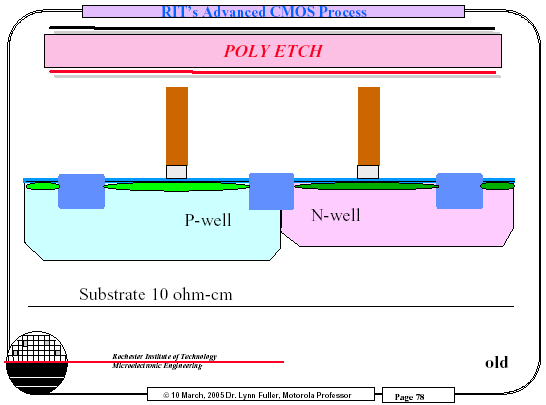 RIT's Advanced CMOS Process
POLY ETCH
P-well
N-well
Substrate 10 ohm-cm
Rochester Institute of Technology
Microelectronic Engineering
old
© 10 March, 2005 Dr. Lynn Fuller, Motorola Professor
Page 78